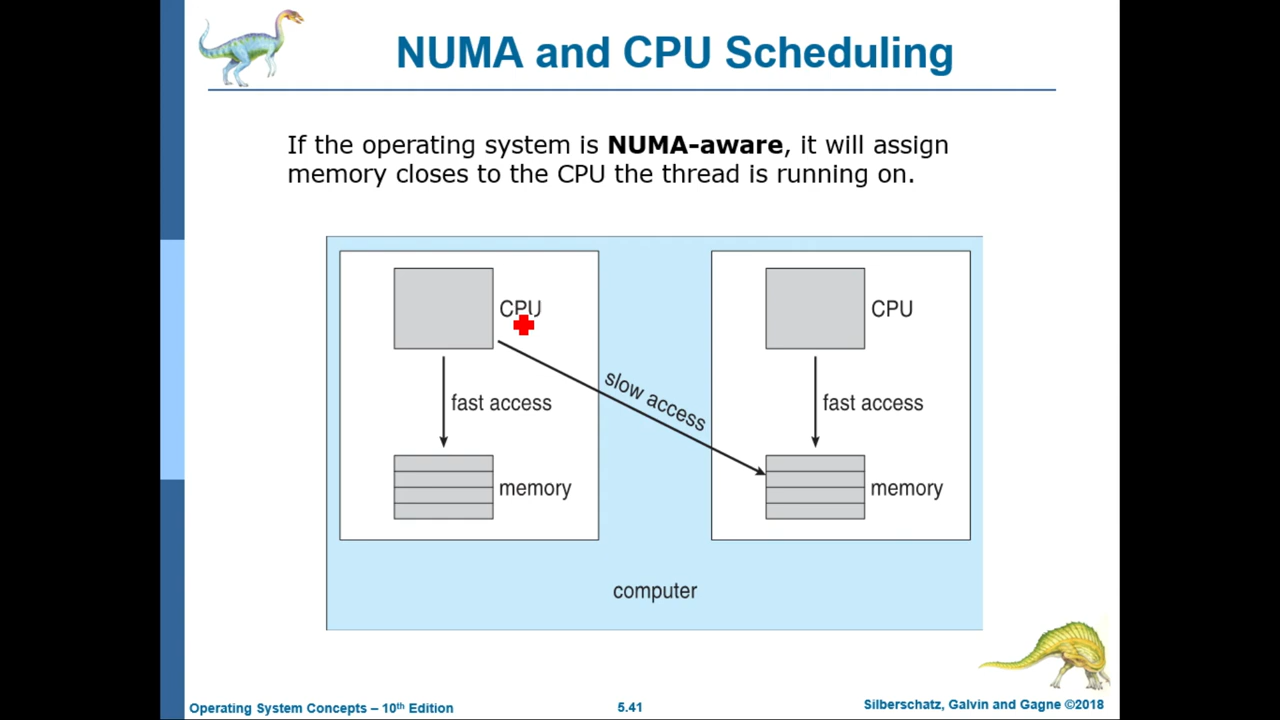 NUMA and CPU Scheduling
If the operating system is NUMA-aware, it will assign
memory closes to the CPU the thread is running on.
CPU
CPU
slow access
fast access
fast access
memory
memory
computer
Operating System Concepts – 10th Edition
5.41
Silberschatz, Galvin and Gagne ©2018